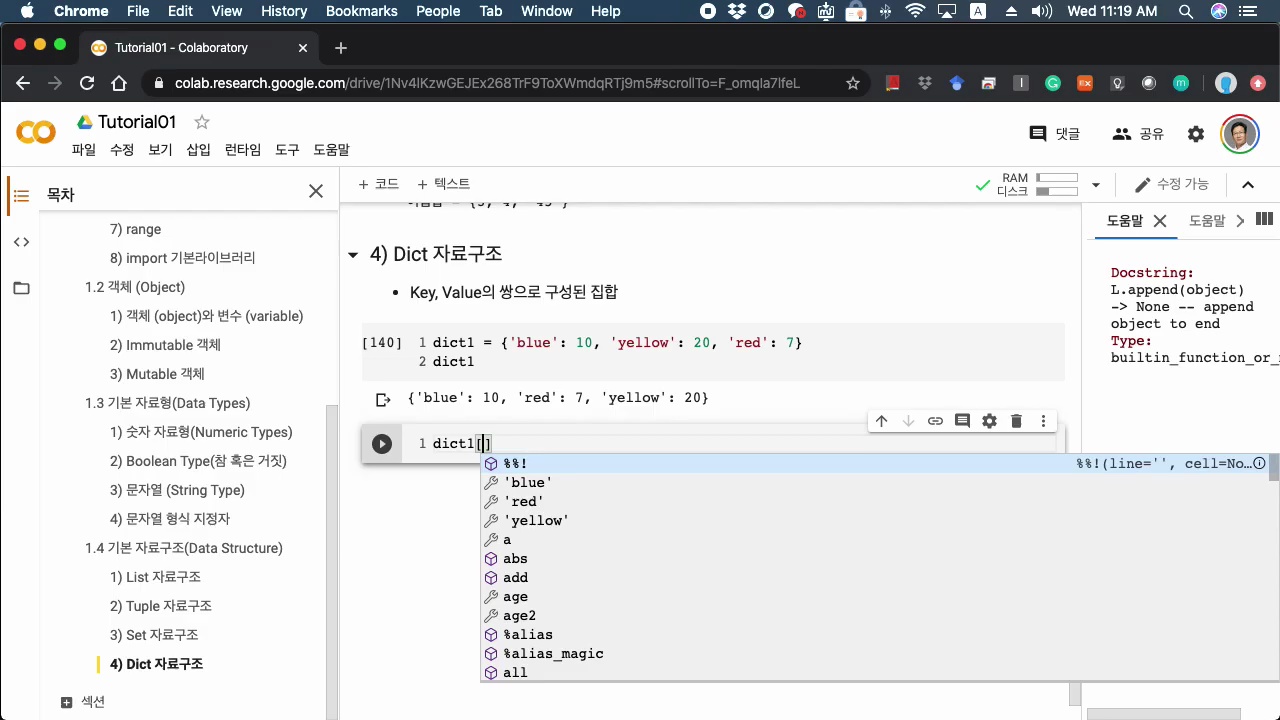 Chrome File Edit View History Bookmarks People Tab Window Help A Wed 11:19 AM
Tutorial01 - Colaboratory
colab.research.google.com/drive/1Nv4lKzwGEJEx268TrF9ToXWmdqRTj9m5#scrollTo=F_omqla7lfeL
Tutorial01
댓글
공유
파일 수정 보기 삽입 런타임 도구 도움말
목차
+ 코드 + 텍스트
RAM
디스크
수정 가능
7) range
8) import 기본라이브러리
1.2 객체 (Object)
1) 객체 (object)와 변수 (variable)
2) Immutable 객체
3) Mutable 객체
1.3 기본 자료형(Data Types)
1) 숫자 자료형(Numeric Types)
2) Boolean Type(참 혹은 거짓)
3) 문자열 (String Type)
4) 문자열 형식 지정자
1.4 기본 자료구조(Data Structure)
1) List 자료구조
2) Tuple 자료구조
3) Set 자료구조
4) Dict 자료구조
섹션
4) Dict 자료구조
• Key, Value의 쌍으로 구성된 집합
[140] 1 dict1 = {'blue': 10, 'yellow': 20, 'red': 7}
2 dict1
{'blue': 10, 'red': 7, 'yellow': 20}
1 dict1[]
%%! %%!(line='', cell=No…
'blue'
'red'
'yellow'
a
abs
add
age
age2
%alias
%alias_magic
all
도움말 도움말
Docstring:
L.append(object)
-> None -- append
object to end
Type:
builtin_function_or_